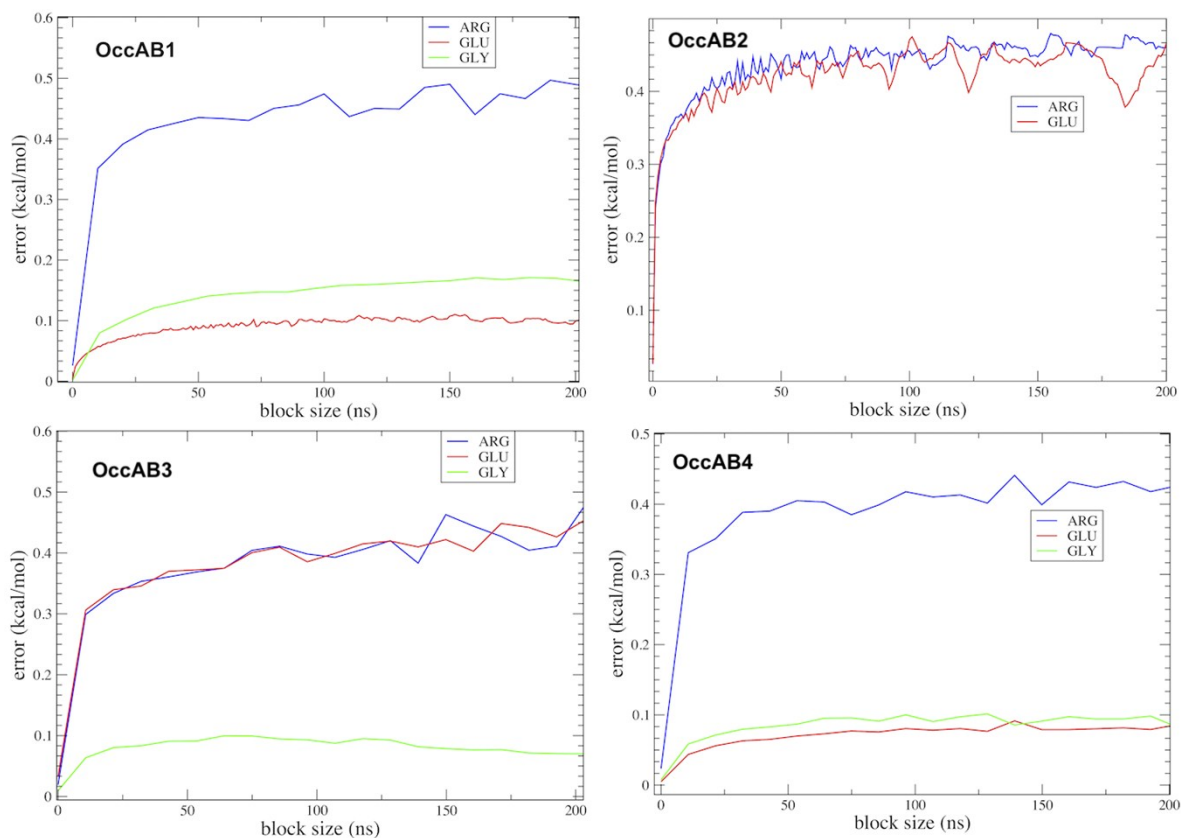 OccAB1
ARG
GLU
GLY
error (kcal/mol)
0.6
0.5
0.4
0.3
0.2
0.1
0
0 50 100 150 200
block size (ns)
OccAB2
ARG
GLU
error (kcal/mol)
0.4
0.3
0.2
0.1
0 50 100 150 200
block size (ns)
OccAB3
ARG
GLU
GLY
error (kcal/mol)
0.6
0.5
0.4
0.3
0.2
0.1
0
0 50 100 150 200
block size (ns)
OccAB4
ARG
GLU
GLY
error (kcal/mol)
0.5
0.4
0.3
0.2
0.1
0
0 50 100 150 200
block size (ns)